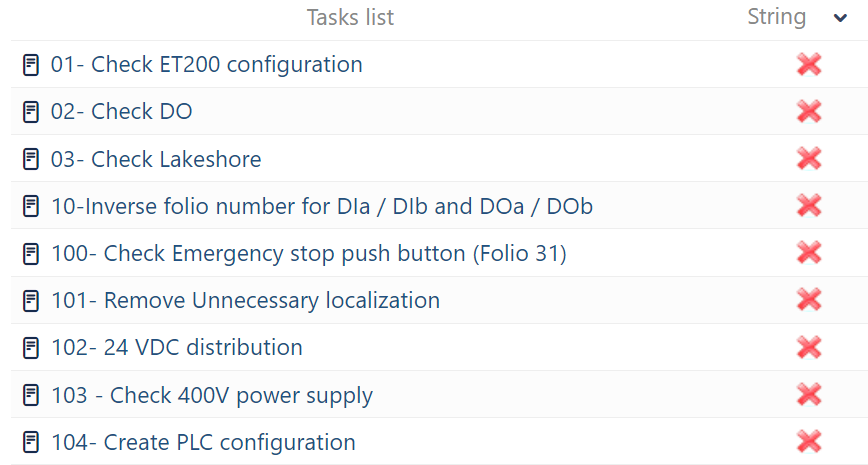 Tasks list String
01- Check ET200 configuration
02- Check DO
03- Check Lakeshore
10-Inverse folio number for DIa / DIb and DOa / DOb
100- Check Emergency stop push button (Folio 31)
101- Remove Unnecessary localization
102- 24 VDC distribution
103 - Check 400V power supply
104- Create PLC configuration